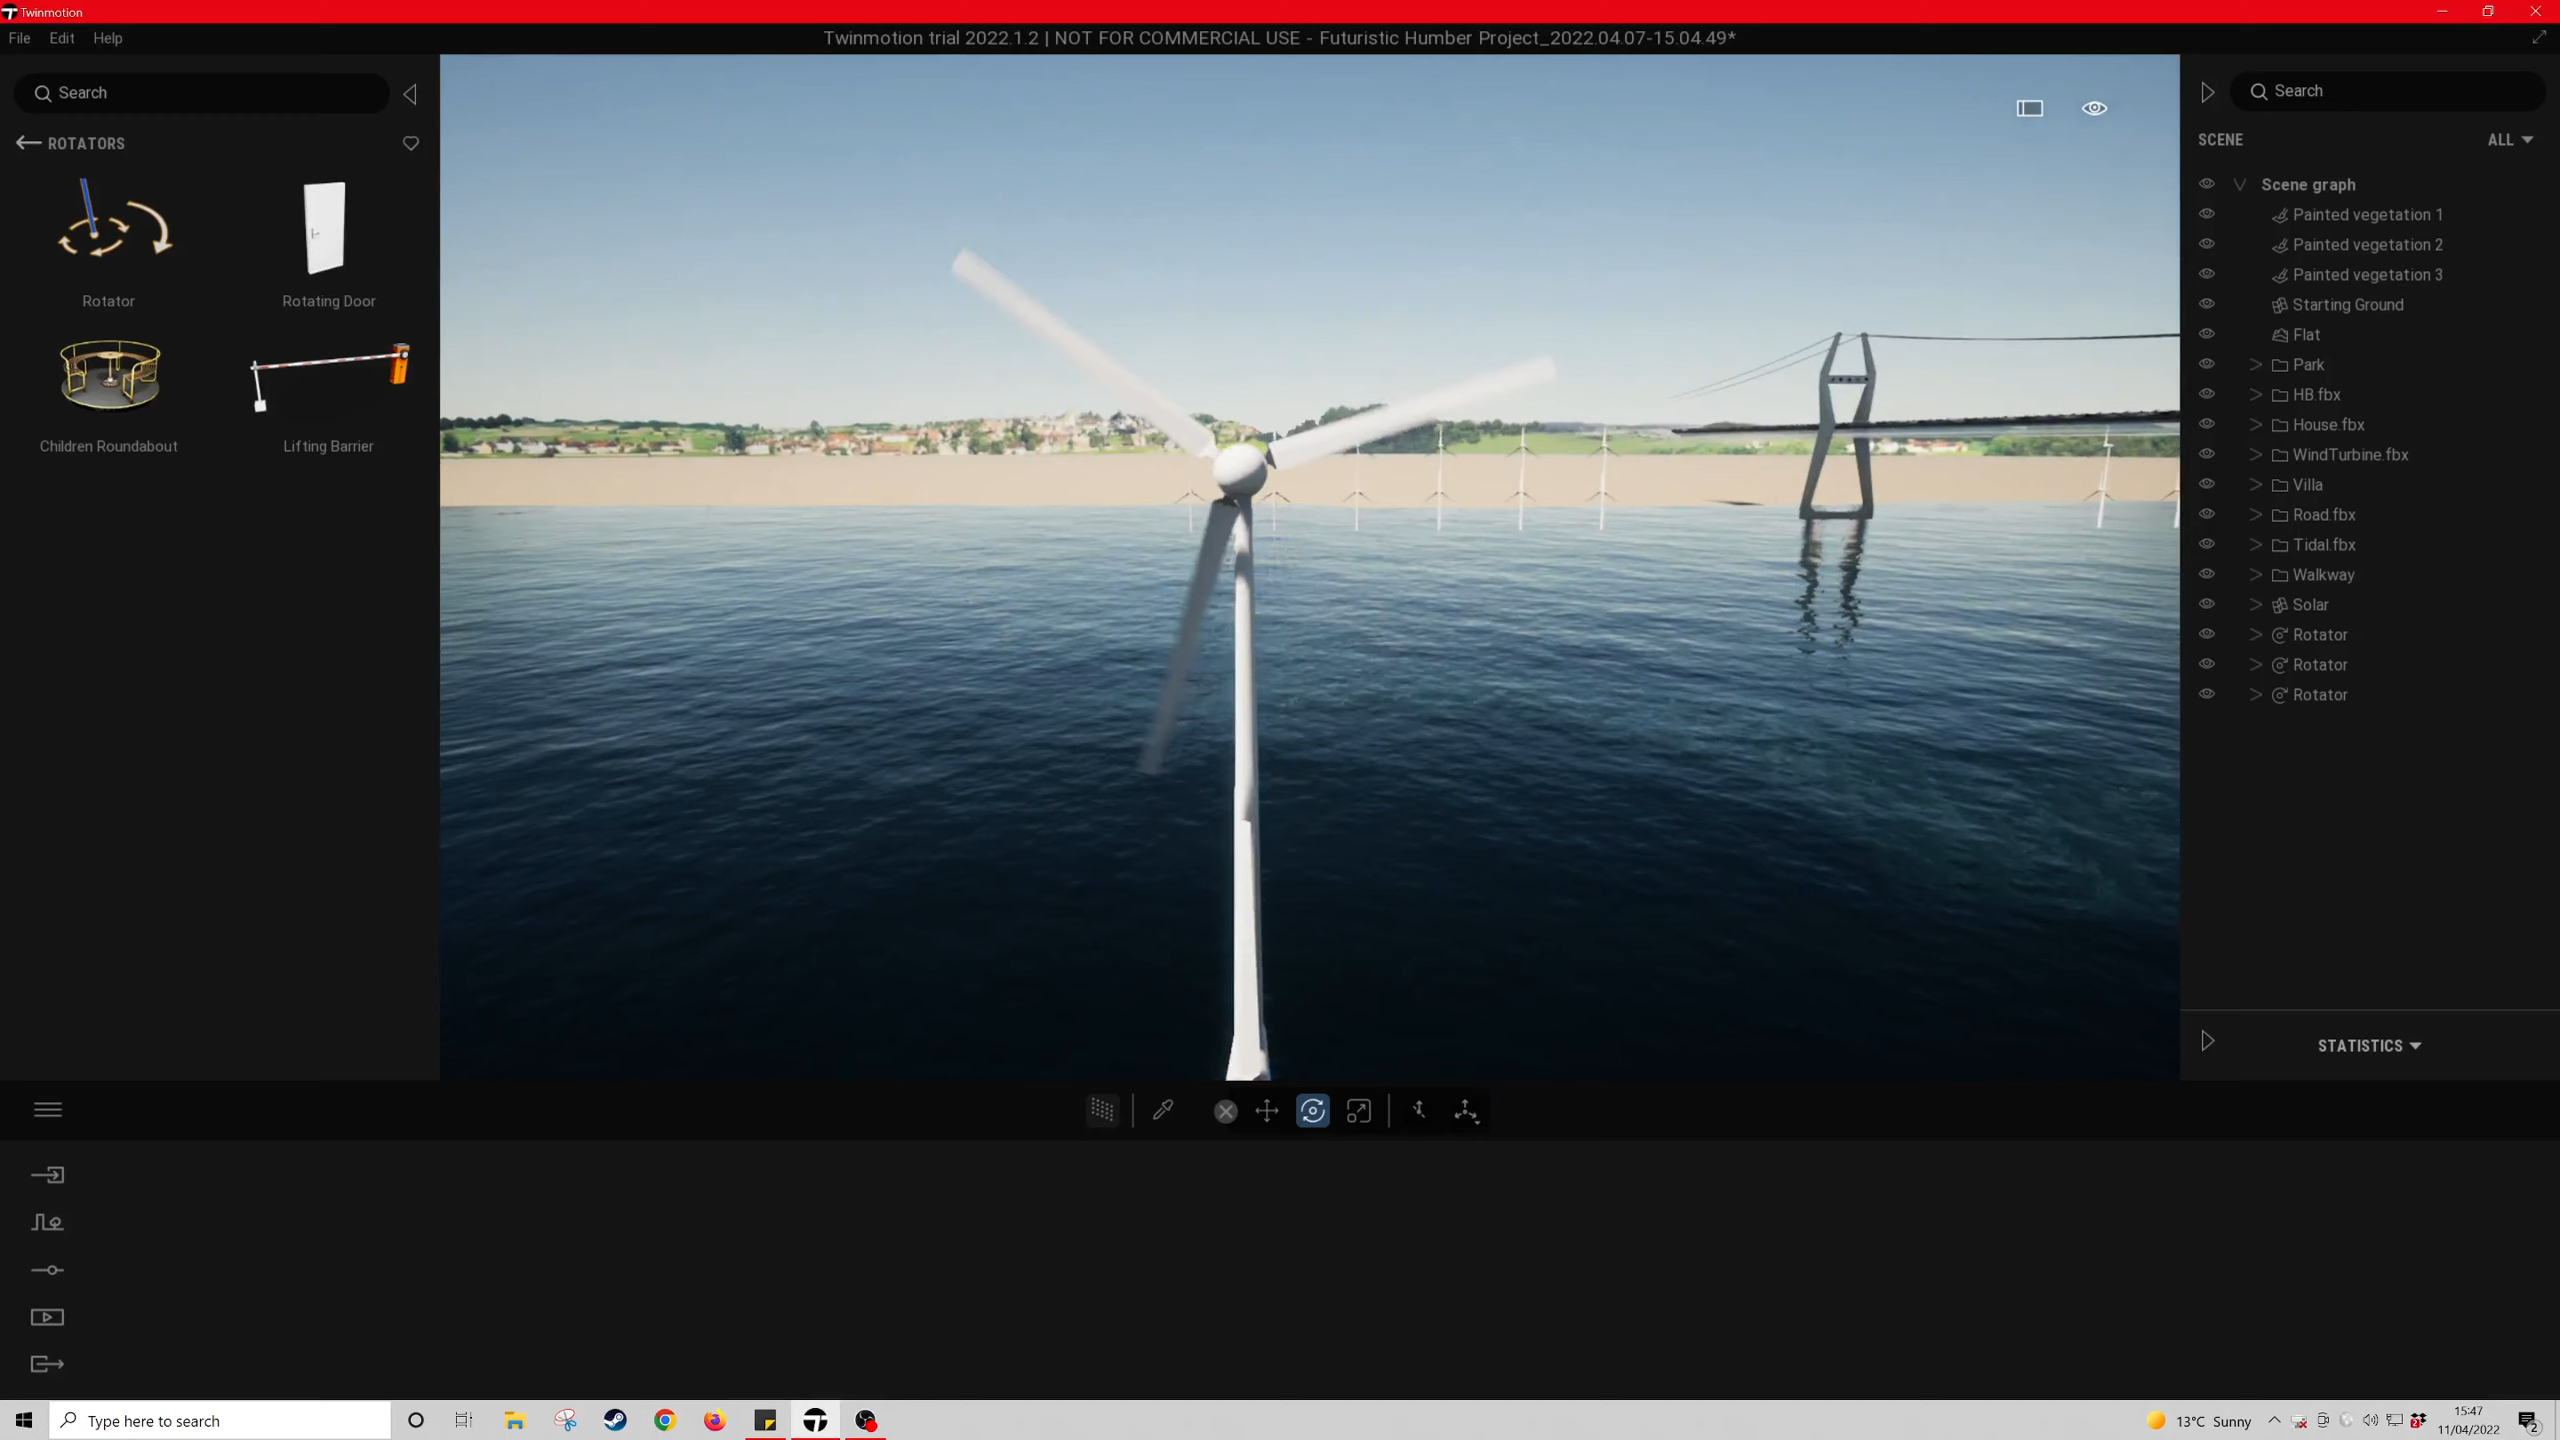 Twinmotion
File Edit Help
Twinmotion trial 2022.1.2 | NOT FOR COMMERCIAL USE - Futuristic Humber Project_2022.04.07-15.04.49*
Search
ROTATORS
Rotator
Rotating Door
Children Roundabout
Lifting Barrier
Search
SCENE ALL
Scene graph
Painted vegetation 1
Painted vegetation 2
Painted vegetation 3
Starting Ground
Flat
Park
HB.fbx
House.fbx
WindTurbine.fbx
Villa
Road.fbx
Tidal.fbx
Walkway
Solar
Rotator
Rotator
Rotator
STATISTICS
Type here to search
13°C Sunny
2
15:47
11/04/2022
2